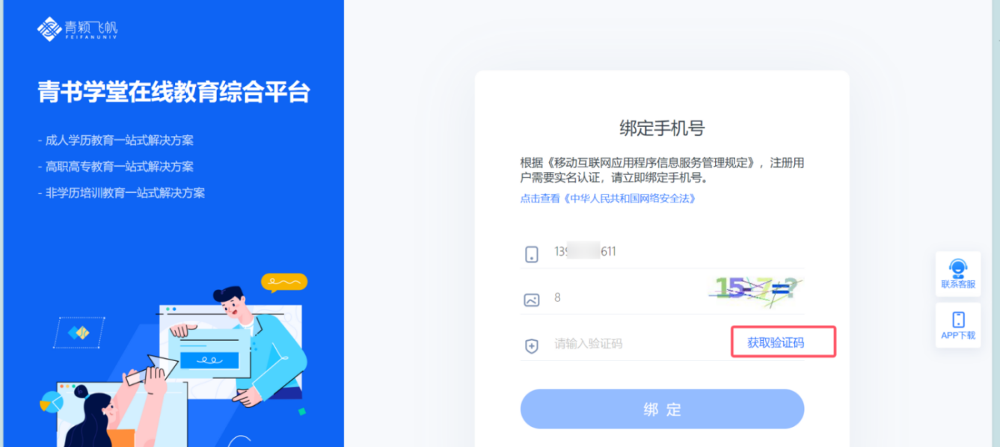 青颖飞帆
FEIFANUNIV
青书学堂在线教育综合平台
- 成人学历教育一站式解决方案
- 高职高专教育一站式解决方案
- 非学历培训教育一站式解决方案
绑定手机号
根据《移动互联网应用程序信息服务管理规定》，注册用
户需要实名认证，请立即绑定手机号。
点击查看《中华人民共和国网络安全法》
139 611
8
15-7=?
请输入验证码
获取验证码
绑 定
联系客服
APP下载